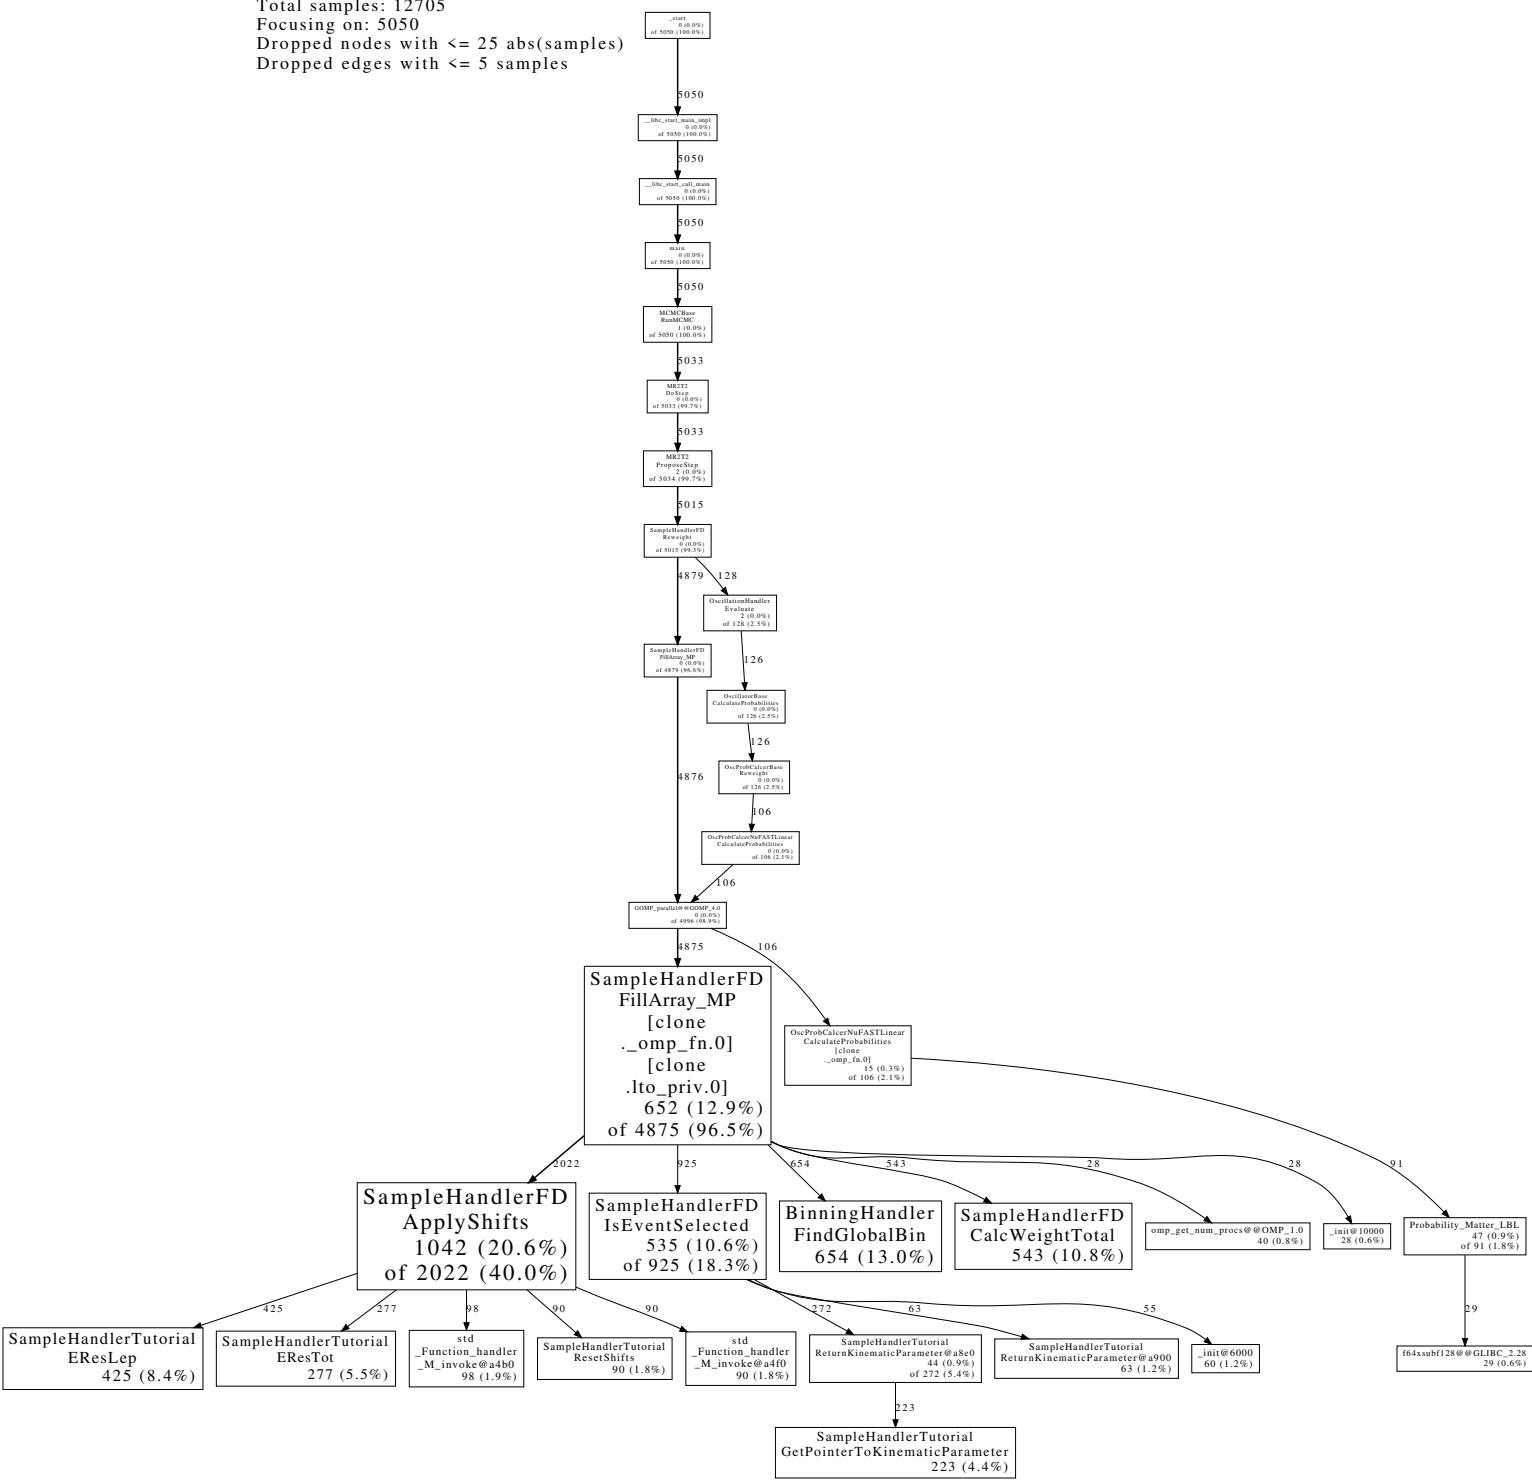 Total samples: 12705
Focusing on: 5050
Dropped nodes with <= 25 abs(samples)
Dropped edges with <= 5 samples
_start
0 (0.0%)
of 5050 (100.0%)
5050
__libc_start_main_impl
0 (0.0%)
of 5050 (100.0%)
5050
__libc_start_call_main
0 (0.0%)
of 5050 (100.0%)
5050
main
0 (0.0%)
of 5050 (100.0%)
5050
MCMCBase
RunMCMC
1 (0.0%)
of 5050 (100.0%)
5033
MR2T2
DoStep
0 (0.0%)
of 5033 (99.7%)
5033
MR2T2
ProposeStep
2 (0.0%)
of 5034 (99.7%)
5015
SampleHandlerFD
Reweight
0 (0.0%)
of 5015 (99.3%)
4879
128
OscillationHandler
Evaluate
2 (0.0%)
of 128 (2.5%)
SampleHandlerFD
FillArray_MP
0 (0.0%)
of 4879 (96.6%)
126
OscillatorBase
CalculateProbabilities
0 (0.0%)
of 126 (2.5%)
126
OscProbCalcerBase
Reweight
0 (0.0%)
of 126 (2.5%)
4876
106
OscProbCalcerNuFASTLinear
CalculateProbabilities
0 (0.0%)
of 106 (2.1%)
106
GOMP_parallel@@GOMP_4.0
0 (0.0%)
of 4996 (98.9%)
4875
106
SampleHandlerFD
FillArray_MP
[clone
._omp_fn.0]
[clone
.lto_priv.0]
652 (12.9%)
of 4875 (96.5%)
OscProbCalcerNuFASTLinear
CalculateProbabilities
[clone
._omp_fn.0]
15 (0.3%)
of 106 (2.1%)
2022
925
654
543
28
28
91
SampleHandlerFD
ApplyShifts
1042 (20.6%)
of 2022 (40.0%)
SampleHandlerFD
IsEventSelected
535 (10.6%)
of 925 (18.3%)
BinningHandler
FindGlobalBin
654 (13.0%)
SampleHandlerFD
CalcWeightTotal
543 (10.8%)
omp_get_num_procs@@OMP_1.0
40 (0.8%)
_init@10000
28 (0.6%)
Probability_Matter_LBL
47 (0.9%)
of 91 (1.8%)
425
277
98
90
90
272
63
55
29
SampleHandlerTutorial
EResLep
425 (8.4%)
SampleHandlerTutorial
EResTot
277 (5.5%)
std
_Function_handler
_M_invoke@a4b0
98 (1.9%)
SampleHandlerTutorial
ResetShifts
90 (1.8%)
std
_Function_handler
_M_invoke@a4f0
90 (1.8%)
SampleHandlerTutorial
ReturnKinematicParameter@a8e0
44 (0.9%)
of 272 (5.4%)
SampleHandlerTutorial
ReturnKinematicParameter@a900
63 (1.2%)
_init@6000
60 (1.2%)
f64xsubf128@@GLIBC_2.28
29 (0.6%)
223
SampleHandlerTutorial
GetPointerToKinematicParameter
223 (4.4%)